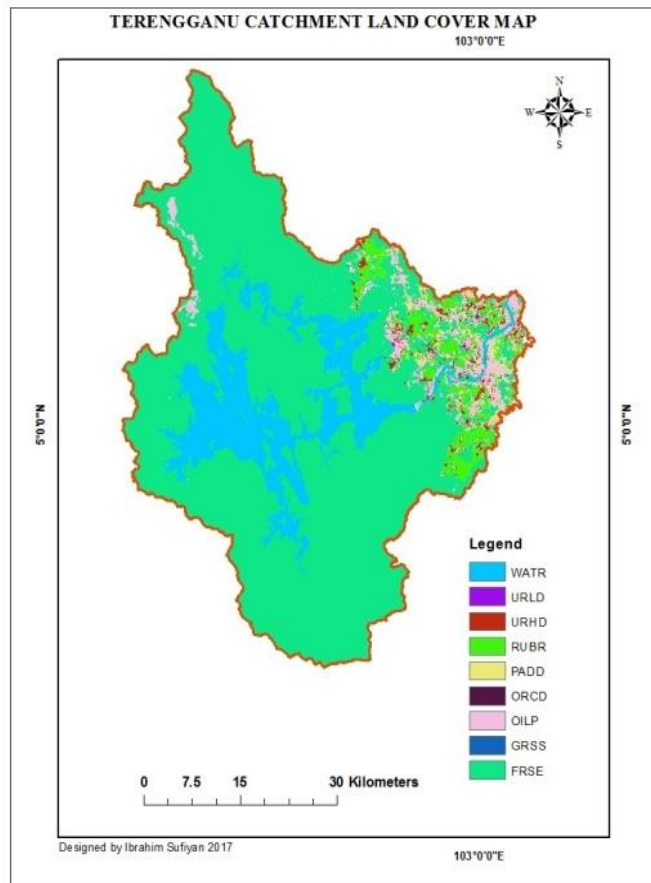 TERENGGANU CATCHMENT LAND COVER MAP
103°0'0"E
N
W
E
S
5°0'0"N
5°0'0"N
Legend
WATR
URLD
URHD
RUBR
PADD
ORCD
OILP
GRSS
FRSE
0 7.5 15 30 Kilometers
Designed by Ibrahim Sufiyan 2017
103°0'0"E